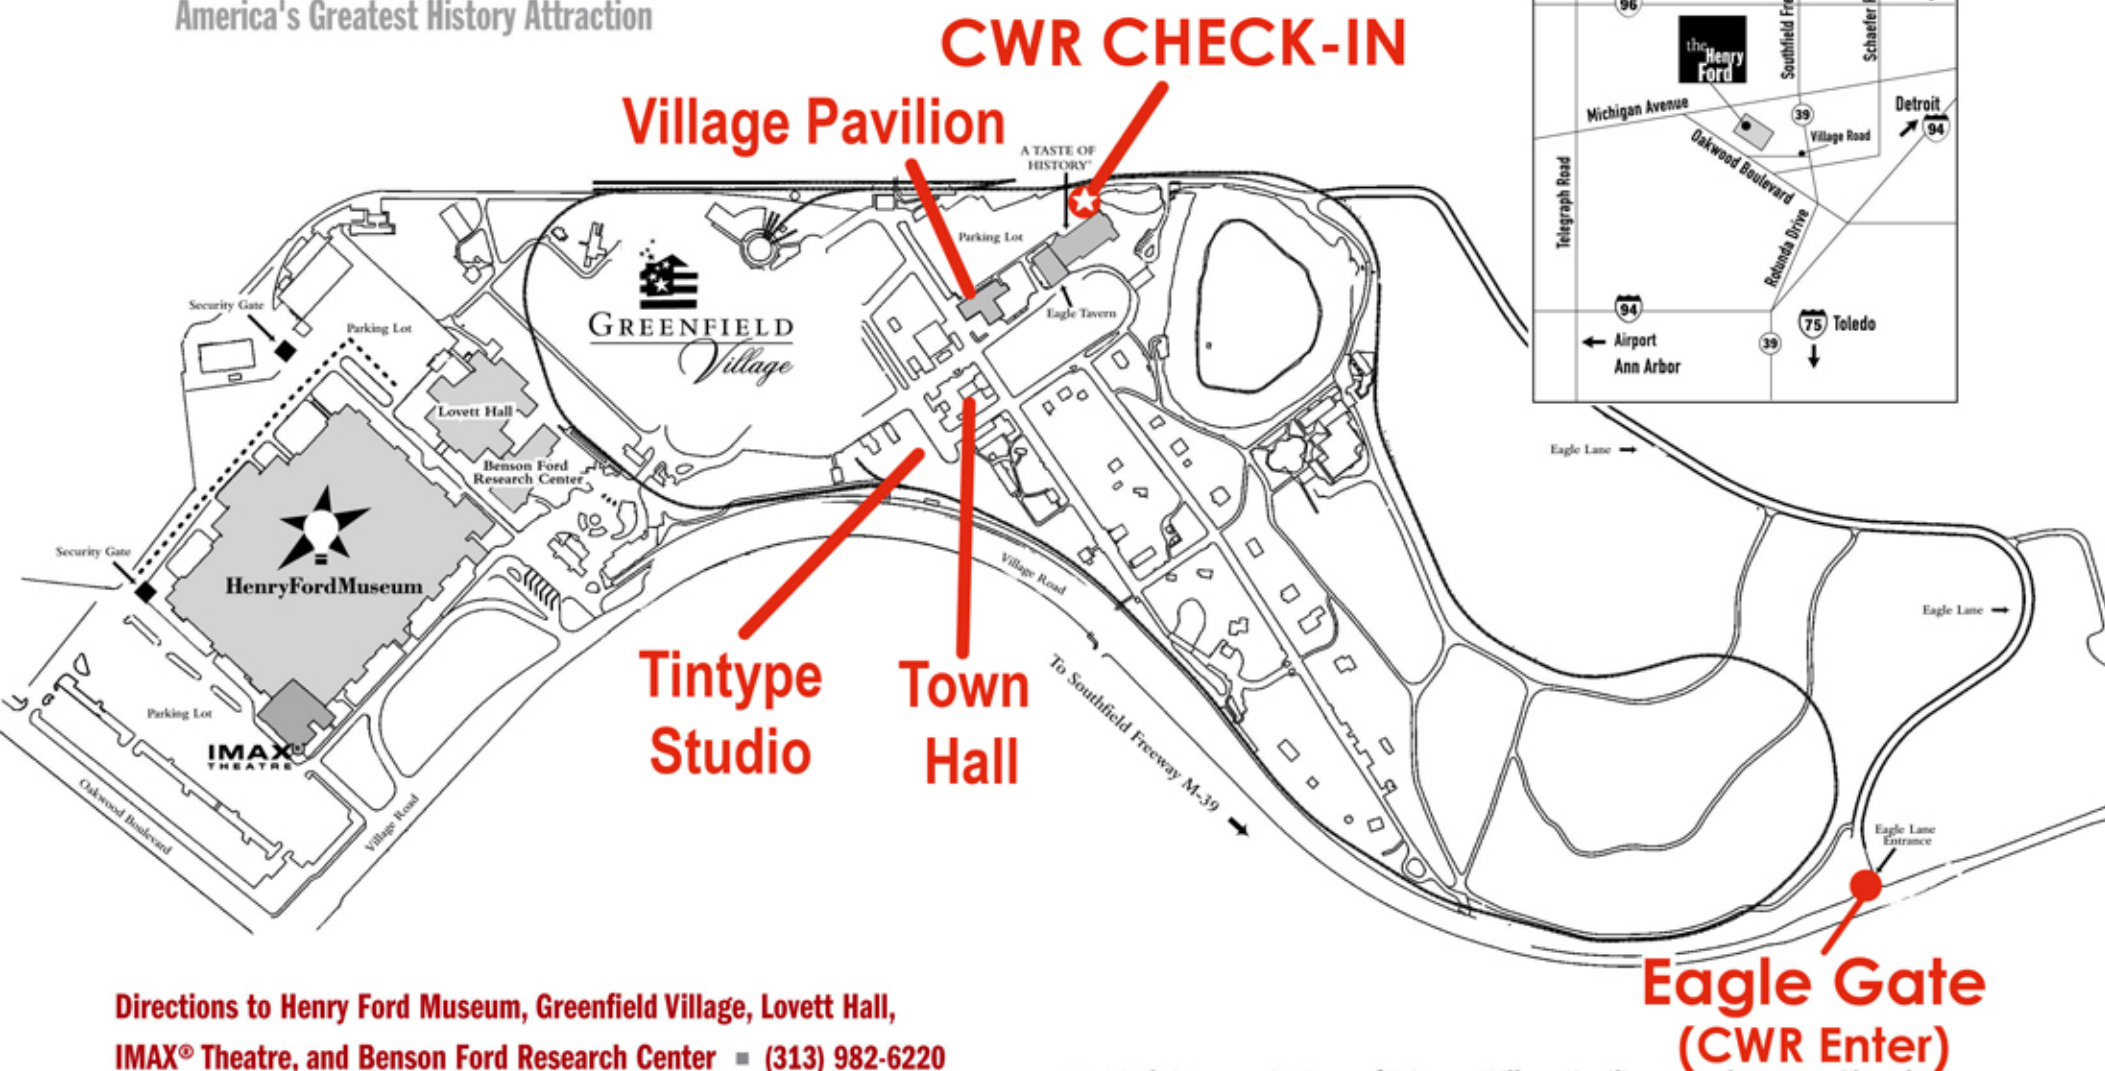 America's Greatest History Attraction
CWR CHECK-IN
Village Pavilion
A TASTE OF
HISTORY®
Parking Lot
Eagle Tavern
GREENFIELD
Village
Security Gate
Parking Lot
Lovett Hall
Benson Ford
Research Center
HenryFordMuseum
Security Gate
Parking Lot
IMAX®
THEATRE
Oakwood Boulevard
Village Road
Tintype
Studio
Town
Hall
Village Road
To Southfield Freeway M-39
Eagle Lane
Eagle Lane
Eagle Lane
Entrance
Eagle Gate
(CWR Enter)
96
the
Henry
Ford
Michigan Avenue
39
Detroit
94
Village Road
Oakwood Boulevard
Telegraph Road
Rotunda Drive
94
75 Toledo
39
Airport
Ann Arbor
Directions to Henry Ford Museum, Greenfield Village, Lovett Hall,
IMAX® Theatre, and Benson Ford Research Center ▪ (313) 982-6220